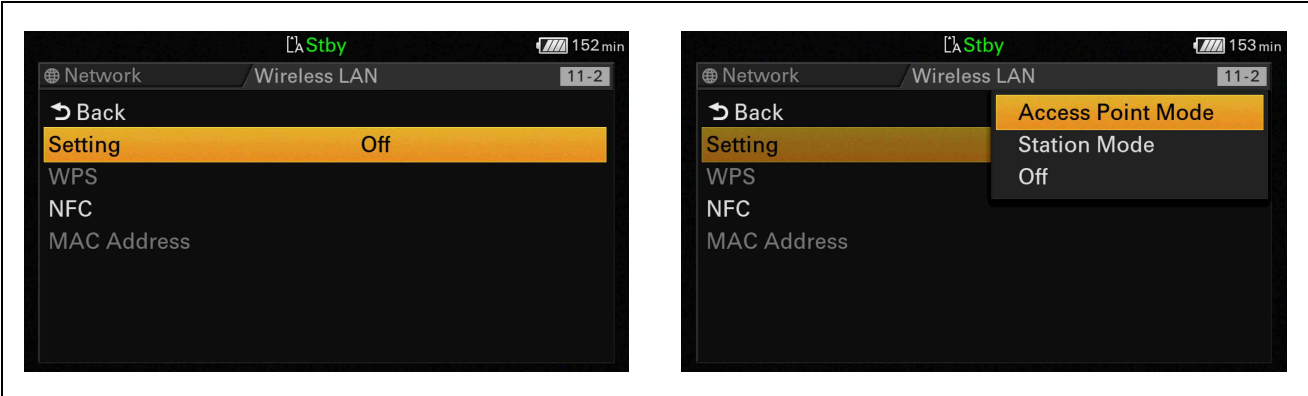 A Stby 152 min
Network Wireless LAN 11-2
Back
Setting Off
WPS
NFC
MAC Address
A Stby 153 min
Network Wireless LAN 11-2
Back
Setting
WPS
NFC
MAC Address
Access Point Mode
Station Mode
Off